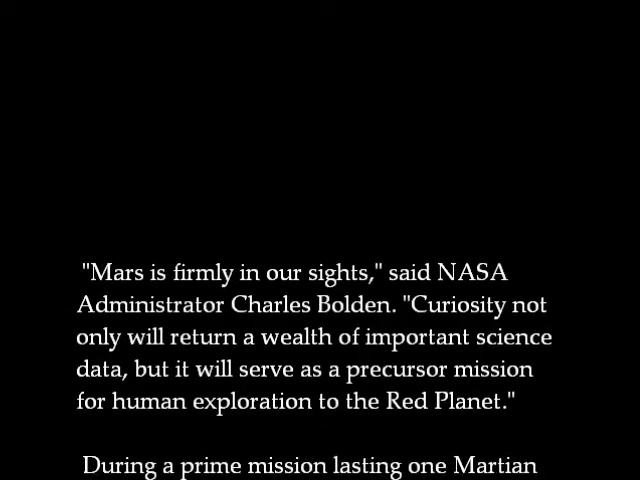 "Mars is firmly in our sights," said NASA
Administrator Charles Bolden. "Curiosity not
only will return a wealth of important science
data, but it will serve as a precursor mission
for human exploration to the Red Planet."
During a prime mission lasting one Martian